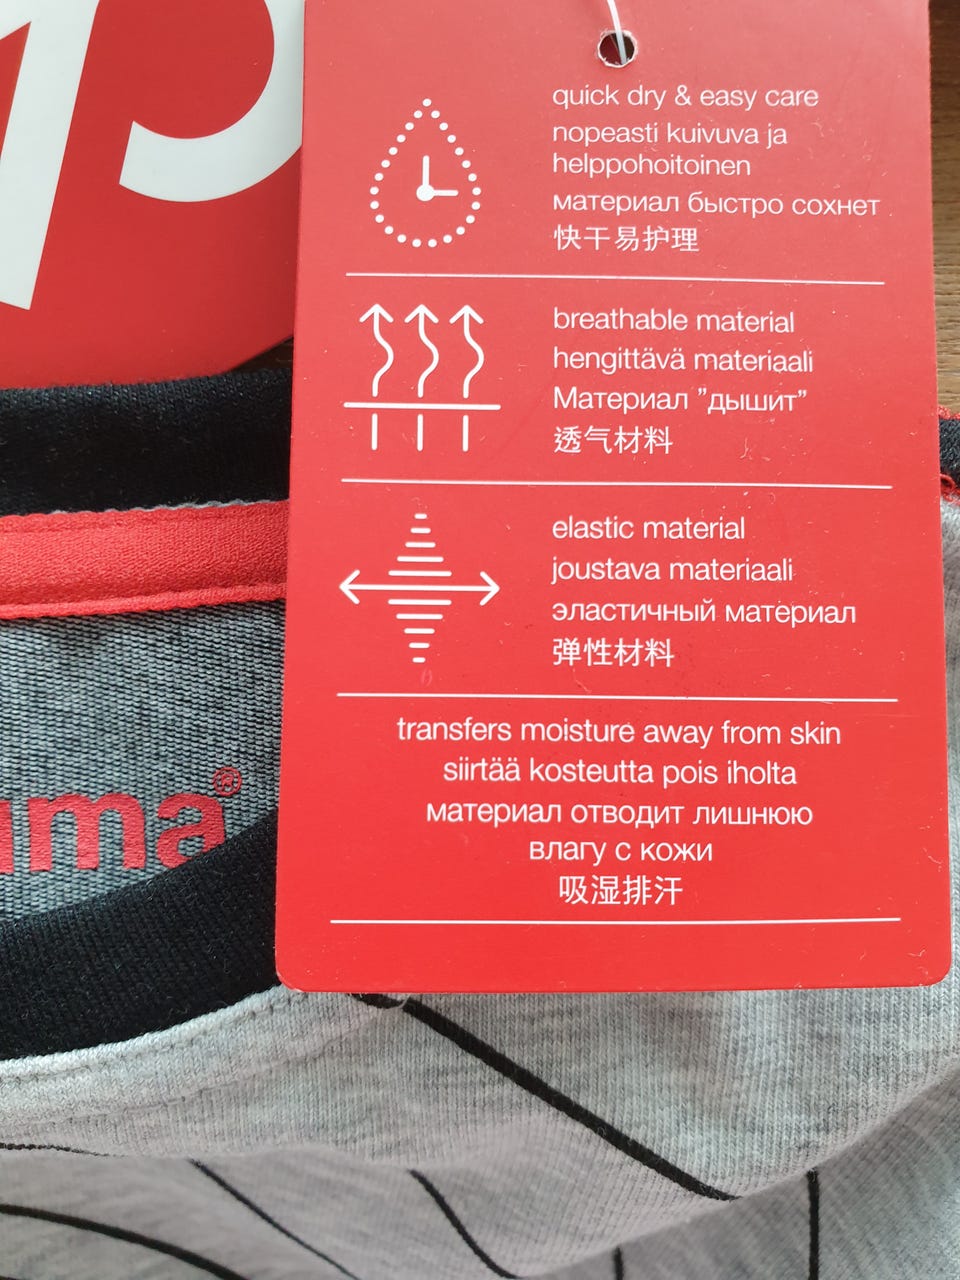 quick dry & easy care
nopeasti kuivuva ja
helppohoitoinen
материал быстро сохнет
快干易护理
breathable material
hengittävä materiaali
Материал ”дышит”
透气材料
elastic material
joustava materiaali
эластичный материал
弹性材料
transfers moisture away from skin
siirtää kosteutta pois iholta
материал отводит лишнюю
влагу с кожи
吸湿排汗